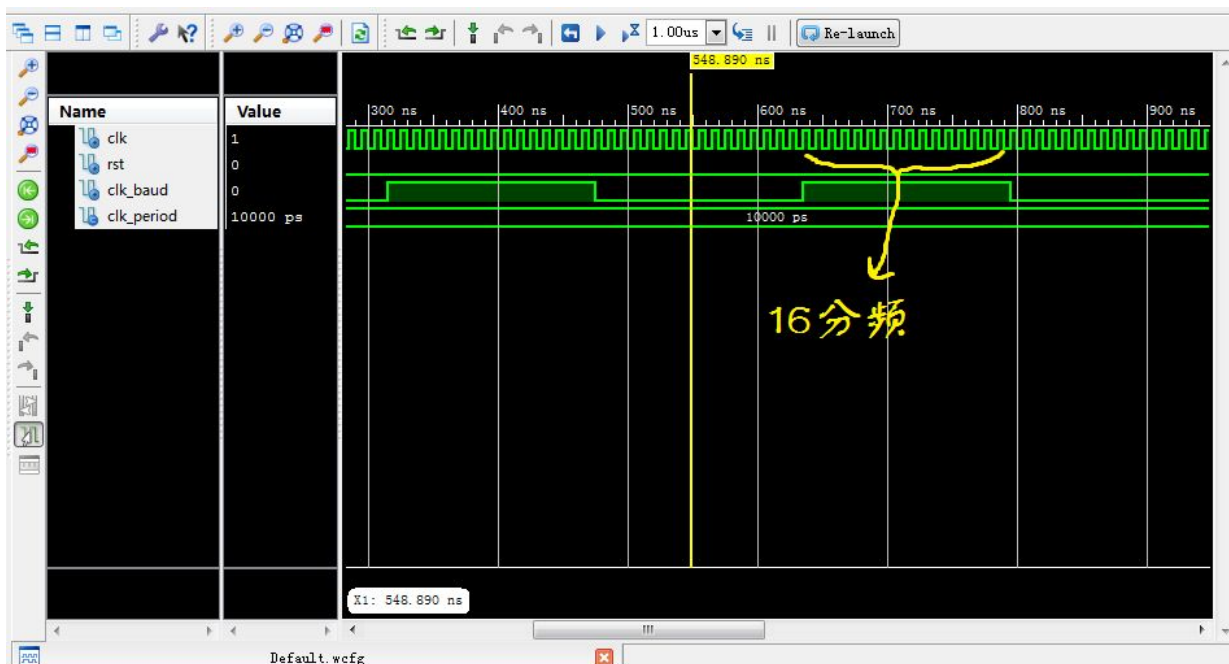 1.00us
Re-launch
548.890 ns
Name
Value
300 ns
400 ns
500 ns
600 ns
700 ns
800 ns
900 ns
clk
1
rst
0
clk_baud
0
clk_period
10000 ps
10000 ps
16分频
X1: 548.890 ns
Default.wcfg